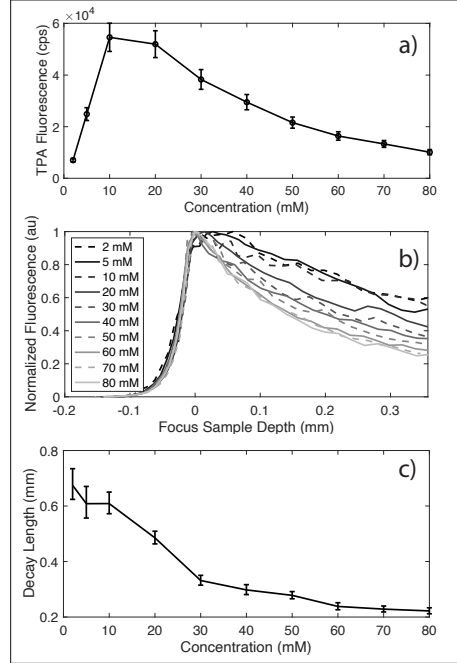 ×10⁴
a)
6
4
2
0
TPA Fluorescence (cps)
0 10 20 30 40 50 60 70 80
Concentration (mM)
b)
1
0.8
0.6
0.4
0.2
0
Normalized Fluorescence (au)
2 mM
5 mM
10 mM
20 mM
30 mM
40 mM
50 mM
60 mM
70 mM
80 mM
-0.2 -0.1 0 0.1 0.2 0.3
Focus Sample Depth (mm)
c)
0.8
0.6
0.4
0.2
Decay Length (mm)
0 10 20 30 40 50 60 70 80
Concentration (mM)